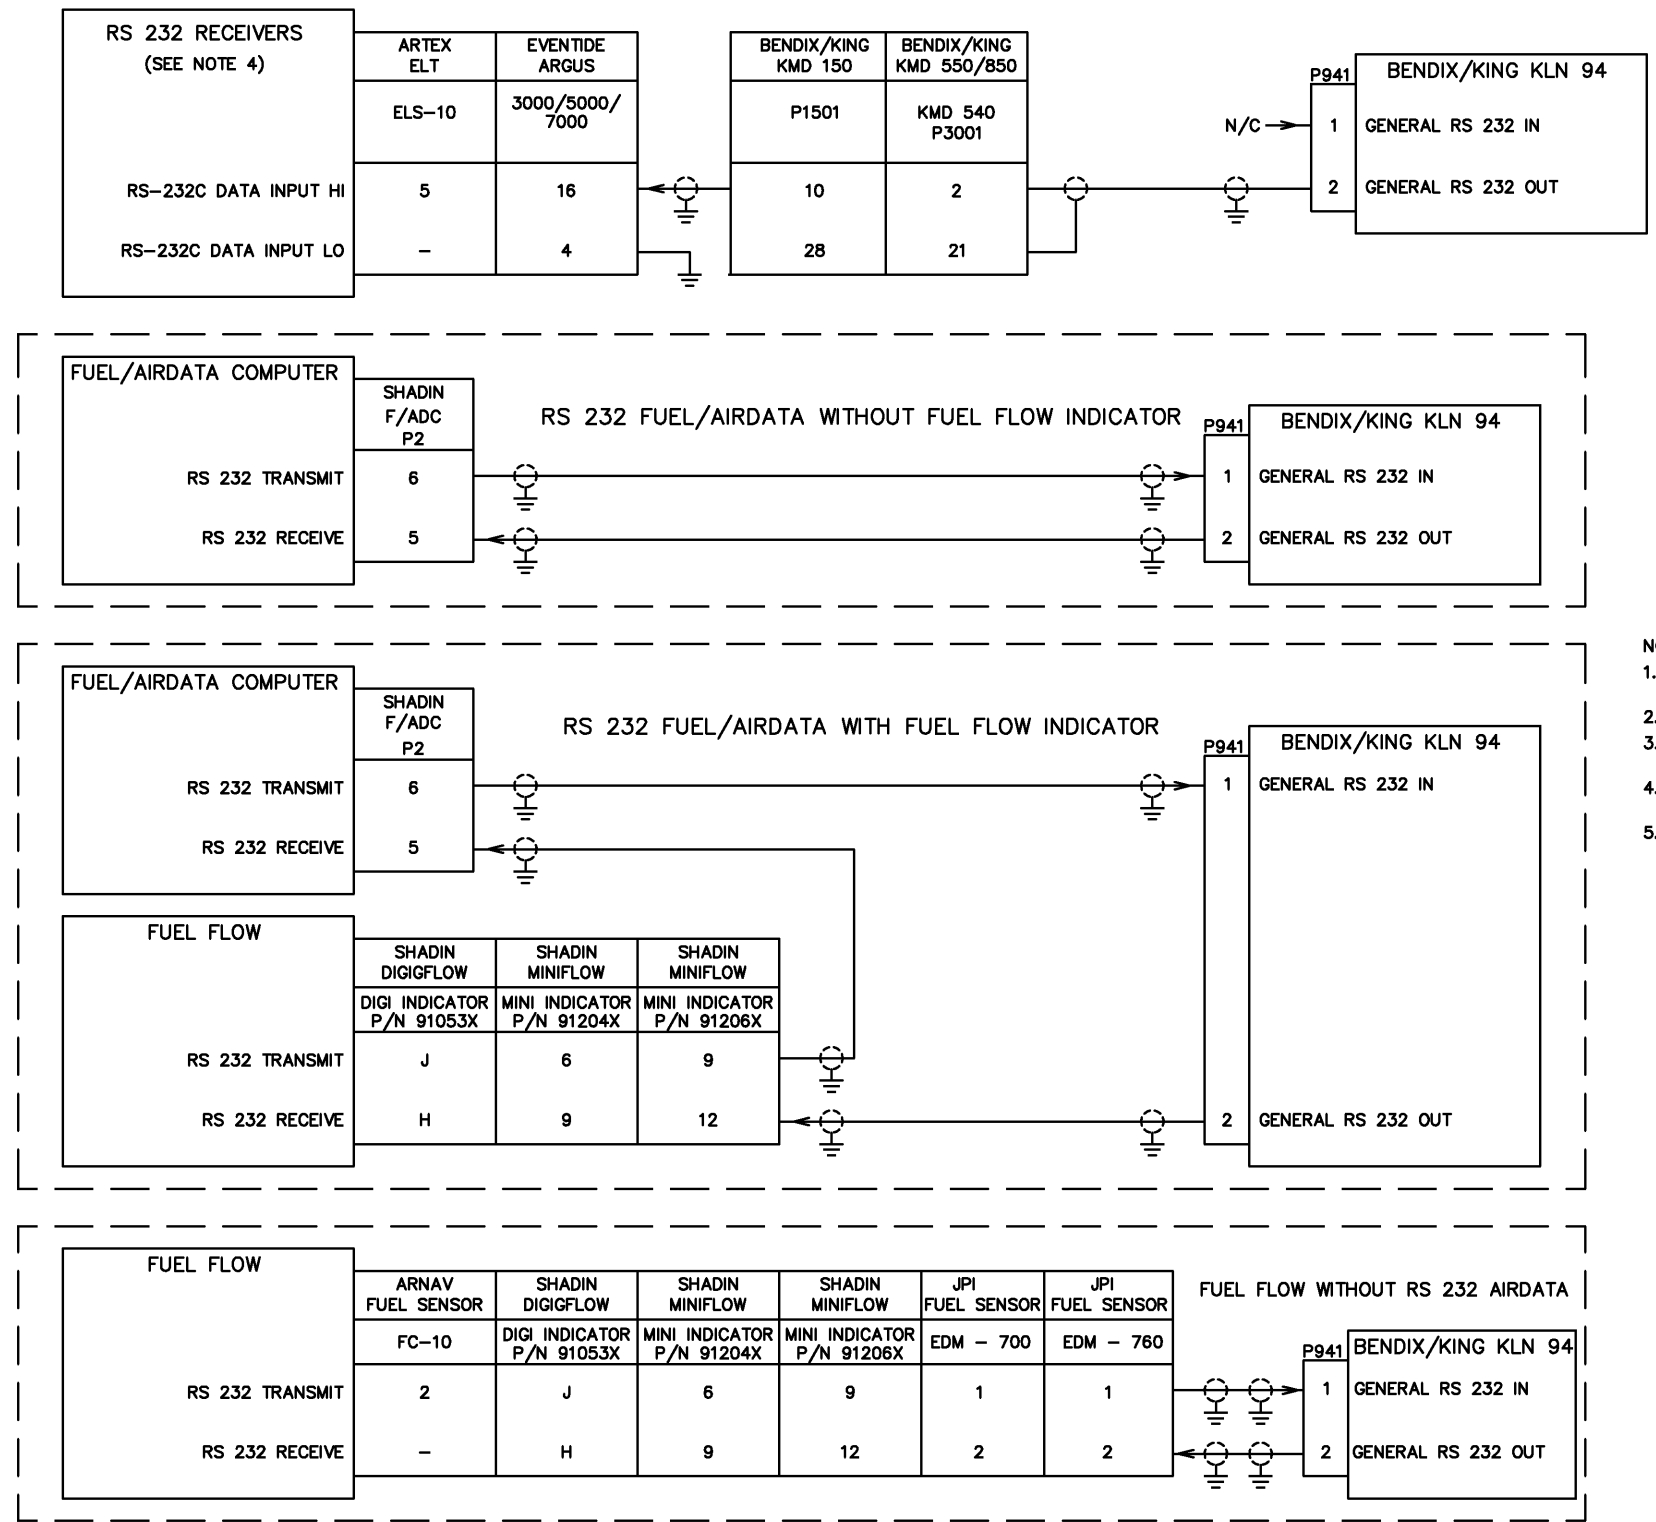 RS 232 RECEIVERS
(SEE NOTE 4)
ARTEX
ELT
EVENTIDE
ARGUS
BENDIX/KING
KMD 150
BENDIX/KING
KMD 550/850
P941
BENDIX/KING KLN 94
ELS-10
3000/5000/
7000
P1501
KMD 540
P3001
N/C
1
GENERAL RS 232 IN
RS-232C DATA INPUT HI
5
16
10
2
2
GENERAL RS 232 OUT
RS-232C DATA INPUT LO
-
4
28
21
FUEL/AIRDATA COMPUTER
SHADIN
F/ADC
P2
RS 232 FUEL/AIRDATA WITHOUT FUEL FLOW INDICATOR
P941
BENDIX/KING KLN 94
RS 232 TRANSMIT
6
1
GENERAL RS 232 IN
RS 232 RECEIVE
5
2
GENERAL RS 232 OUT
1.
2.
3.
4.
5.
FUEL/AIRDATA COMPUTER
SHADIN
F/ADC
P2
RS 232 FUEL/AIRDATA WITH FUEL FLOW INDICATOR
P941
BENDIX/KING KLN 94
RS 232 TRANSMIT
6
1
GENERAL RS 232 IN
RS 232 RECEIVE
5
FUEL FLOW
SHADIN
DIGIGFLOW
SHADIN
MINIFLOW
SHADIN
MINIFLOW
DIGI INDICATOR
P/N 91053X
MINI INDICATOR
P/N 91204X
MINI INDICATOR
P/N 91206X
RS 232 TRANSMIT
J
6
9
RS 232 RECEIVE
H
9
12
2
GENERAL RS 232 OUT
FUEL FLOW
ARNAV
FUEL SENSOR
SHADIN
DIGIGFLOW
SHADIN
MINIFLOW
SHADIN
MINIFLOW
JPI
FUEL SENSOR
JPI
FUEL SENSOR
FUEL FLOW WITHOUT RS 232 AIRDATA
FC-10
DIGI INDICATOR
P/N 91053X
MINI INDICATOR
P/N 91204X
MINI INDICATOR
P/N 91206X
EDM - 700
EDM - 760
P941
BENDIX/KING KLN 94
RS 232 TRANSMIT
2
J
6
9
1
1
1
GENERAL RS 232 IN
RS 232 RECEIVE
-
H
9
12
2
2
2
GENERAL RS 232 OUT